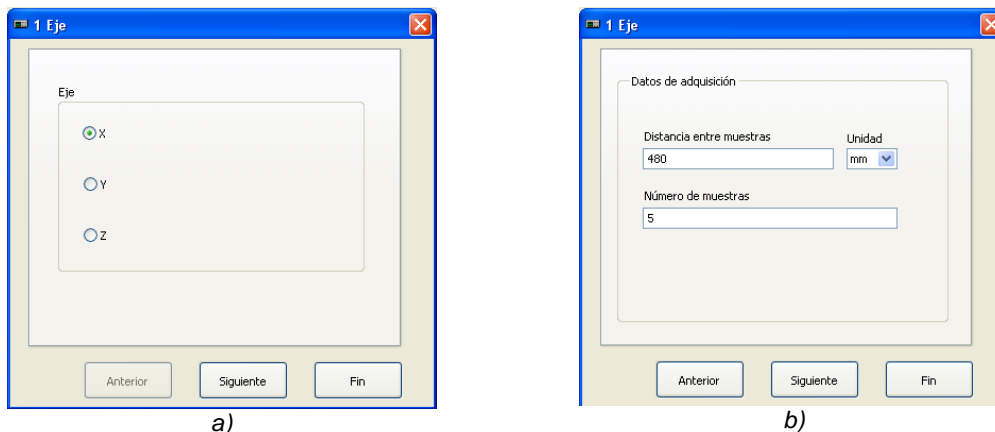 1 Eje
Eje
X
Y
Z
Anterior Siguiente Fin
a)
1 Eje
Datos de adquisición
Distancia entre muestras Unidad
480 mm
Número de muestras
5
Anterior Siguiente Fin
b)